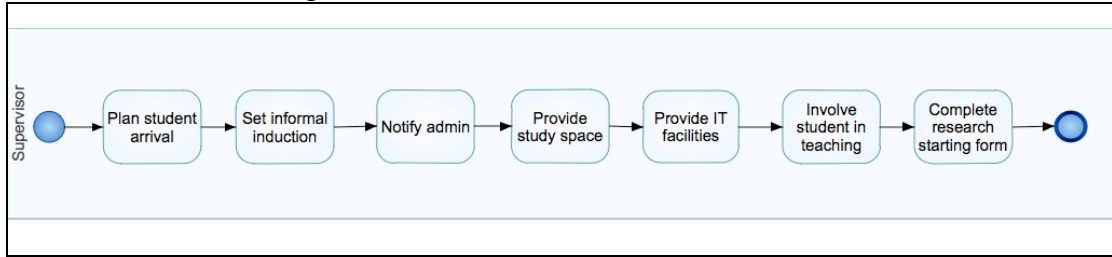 Supervisor
Plan student
arrival
Set informal
induction
Notify admin
Provide
study space
Provide IT
facilities
Involve
student in
teaching
Complete
research
starting form